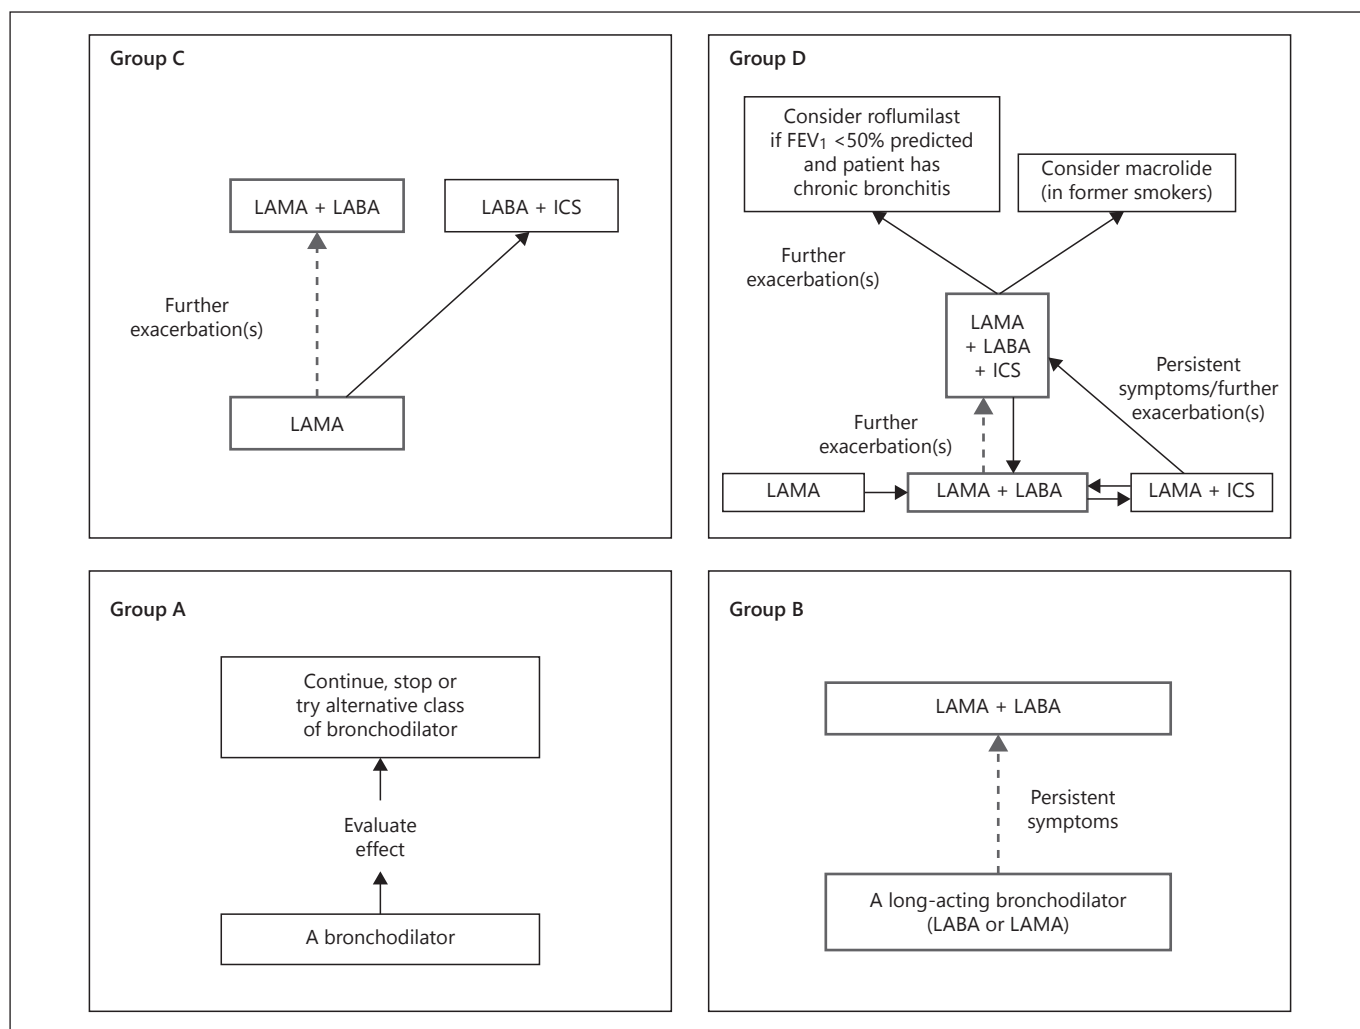 Group C
LAMA + LABA
LABA + ICS
Further
exacerbation(s)
LAMA
Group D
Consider roflumilast
if FEV₁ <50% predicted
and patient has
chronic bronchitis
Consider macrolide
(in former smokers)
Further
exacerbation(s)
LAMA
+ LABA
+ ICS
Persistent
symptoms/further
exacerbation(s)
Further
exacerbation(s)
LAMA
LAMA + LABA
LAMA + ICS
Group A
Continue, stop or
try alternative class
of bronchodilator
Evaluate
effect
A bronchodilator
Group B
LAMA + LABA
Persistent
symptoms
A long-acting bronchodilator
(LABA or LAMA)